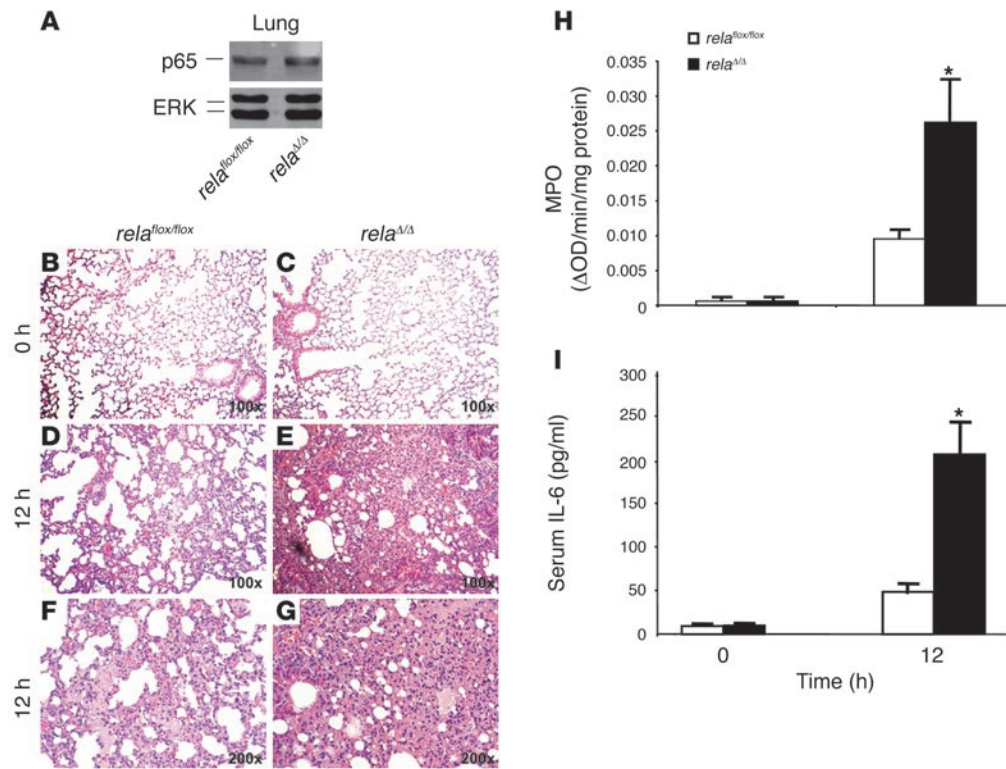 A
Lung
p65
ERK
rela^flox/flox
rela^Δ/Δ
rela^flox/flox
rela^Δ/Δ
B
C
0 h
100x
100x
D
E
12 h
100x
100x
F
G
12 h
200x
200x
H
rela^flox/flox
rela^Δ/Δ
MPO
(ΔOD/min/mg protein)
0.035
0.030
0.025
0.020
0.015
0.010
0.005
0
*
I
Serum IL-6 (pg/ml)
300
250
200
150
100
50
0
*
0
12
Time (h)